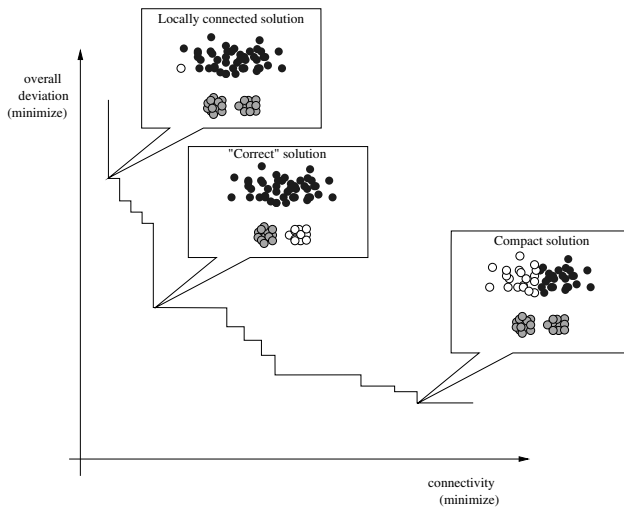 Locally connected solution
overall
deviation
(minimize)
"Correct" solution
Compact solution
connectivity
(minimize)